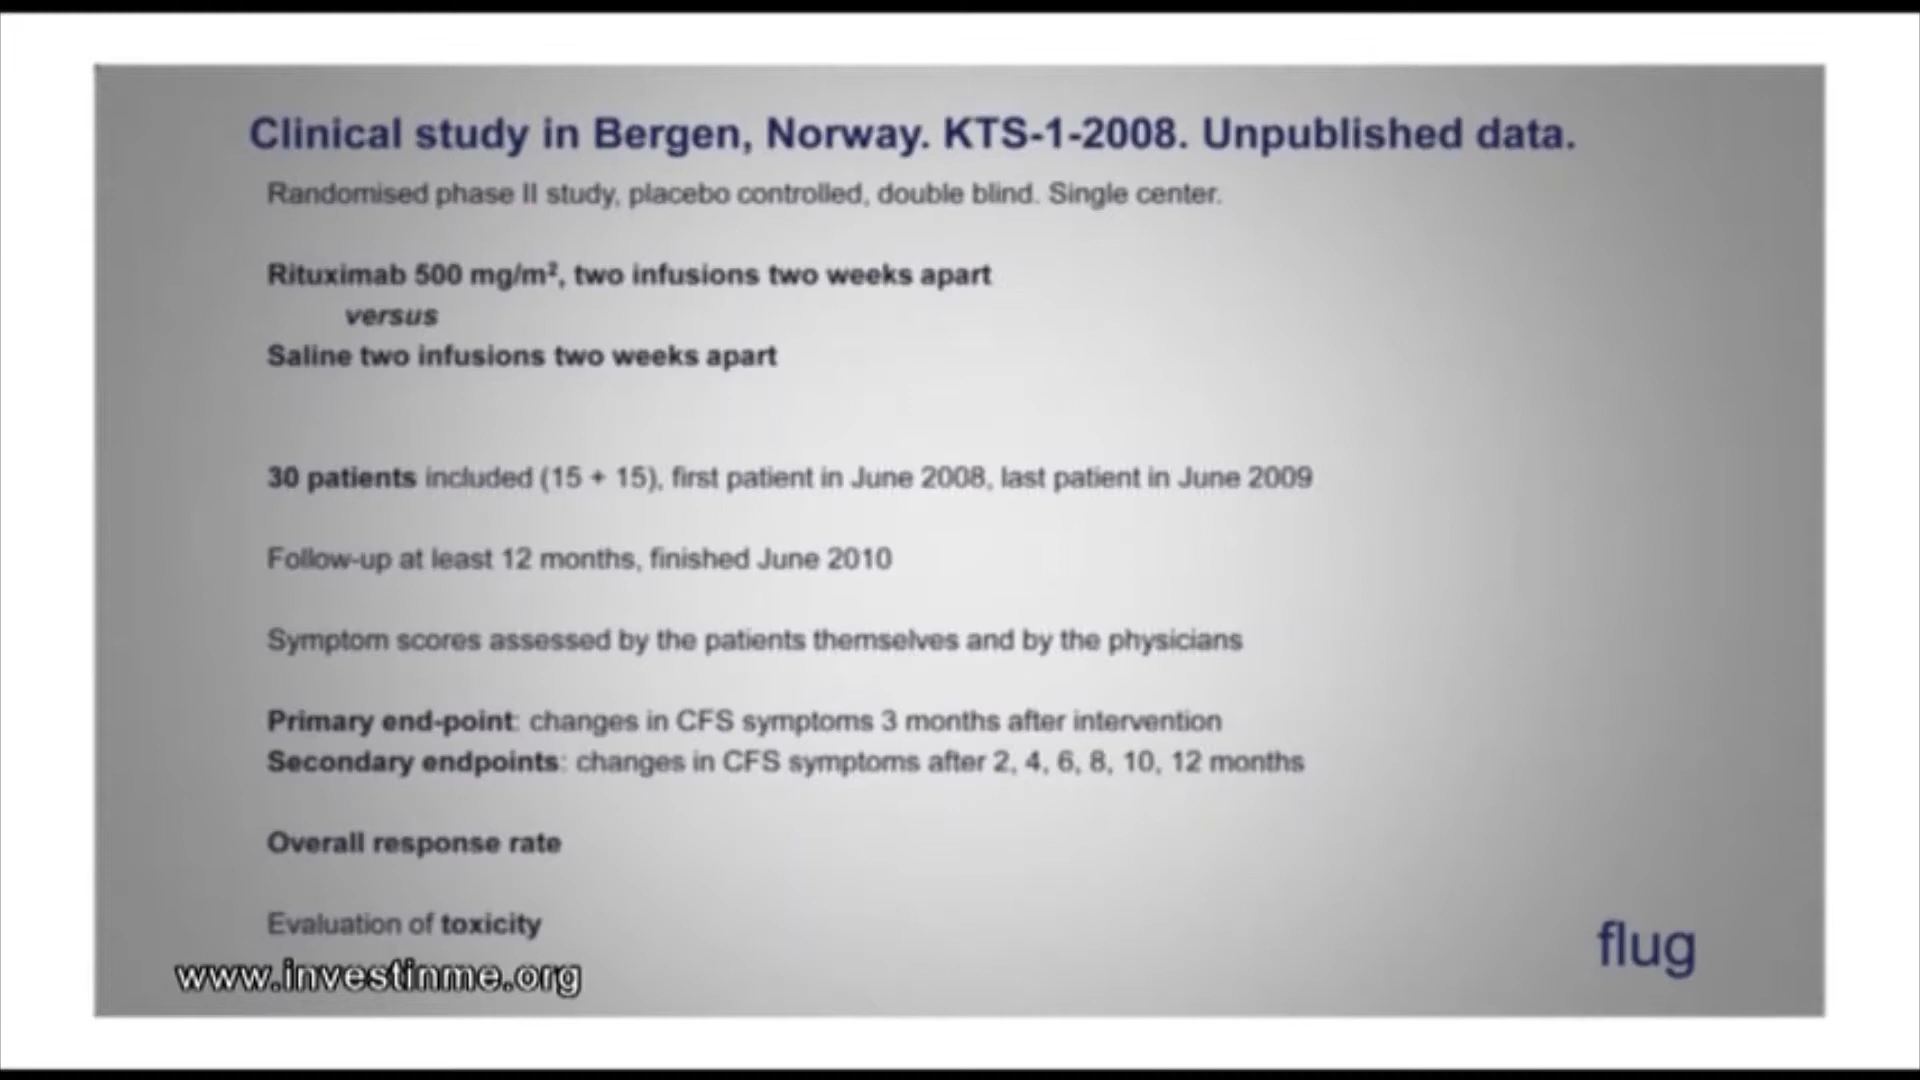 Clinical study in Bergen, Norway. KTS-1-2008. Unpublished data.
Randomised phase II study, placebo controlled, double blind. Single center.
Rituximab 500 mg/m², two infusions two weeks apart
versus
Saline two infusions two weeks apart
30 patients included (15 + 15), first patient in June 2008, last patient in June 2009
Follow-up at least 12 months, finished June 2010
Symptom scores assessed by the patients themselves and by the physicians
Primary end-point: changes in CFS symptoms 3 months after intervention
Secondary endpoints: changes in CFS symptoms after 2, 4, 6, 8, 10, 12 months
Overall response rate
Evaluation of toxicity
flug
www.investinme.org